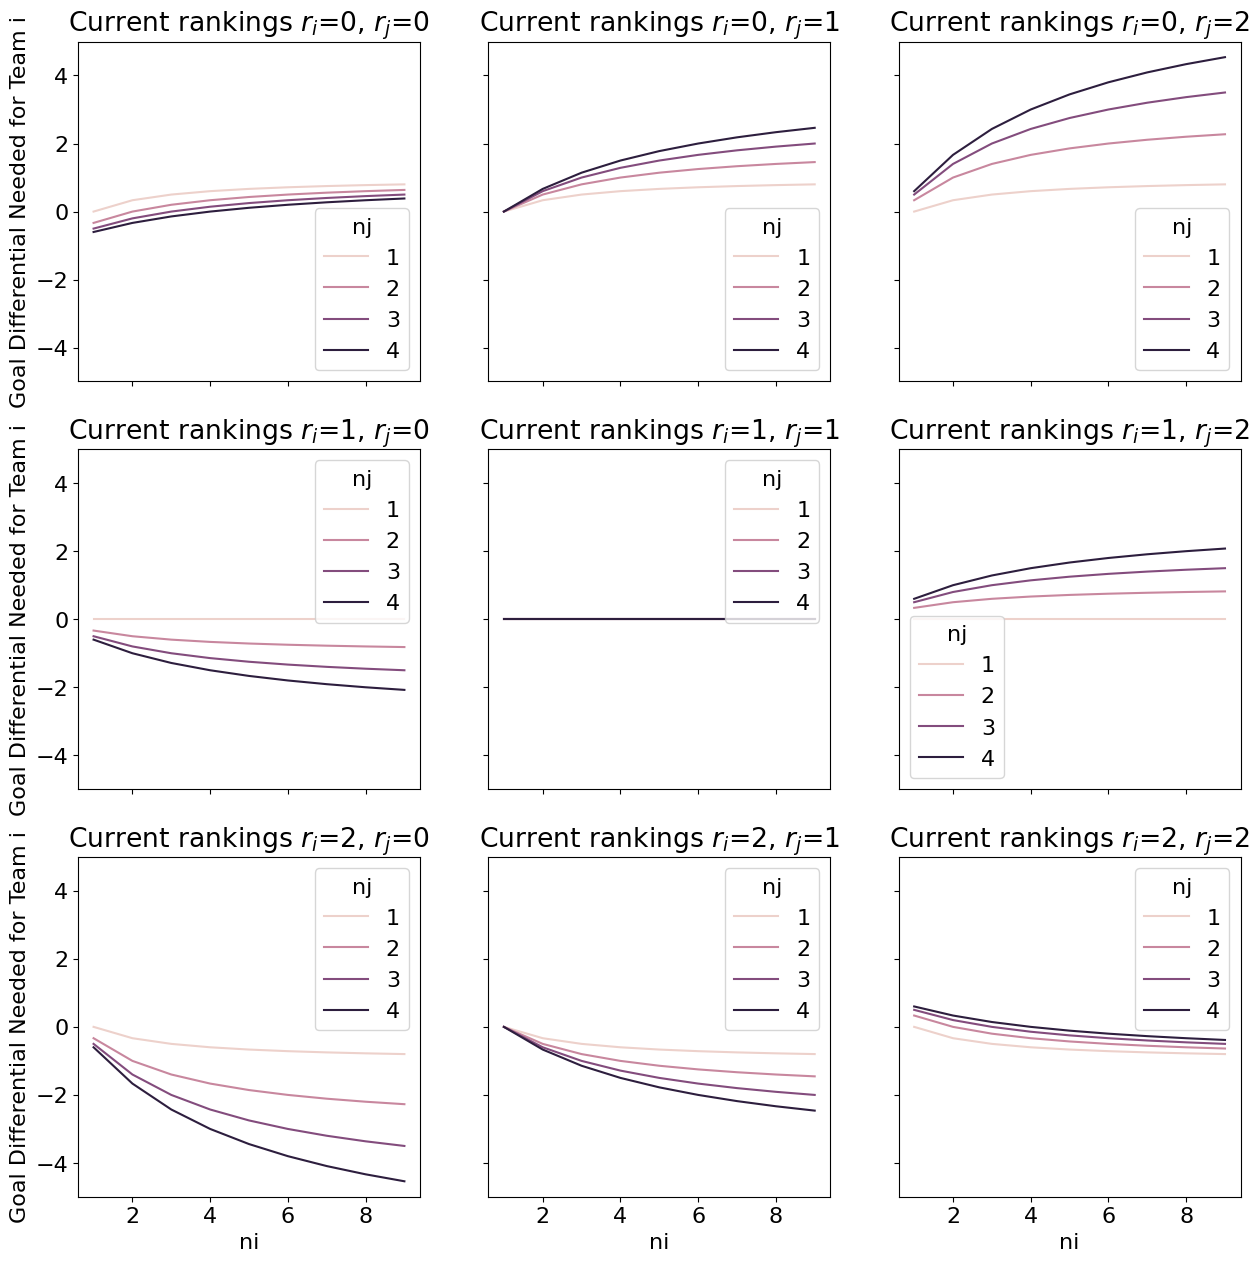 Current rankings r_i=0, r_j=0
Current rankings r_i=0, r_j=1
Current rankings r_i=0, r_j=2
Goal Differential Needed for Team i
4
2
0
−2
−4
nj
1
2
3
4
nj
1
2
3
4
nj
1
2
3
4
Current rankings r_i=1, r_j=0
Current rankings r_i=1, r_j=1
Current rankings r_i=1, r_j=2
Goal Differential Needed for Team i
4
2
0
−2
−4
nj
1
2
3
4
nj
1
2
3
4
nj
1
2
3
4
Current rankings r_i=2, r_j=0
Current rankings r_i=2, r_j=1
Current rankings r_i=2, r_j=2
Goal Differential Needed for Team i
4
2
0
−2
−4
nj
1
2
3
4
nj
1
2
3
4
nj
1
2
3
4
2 4 6 8
2 4 6 8
2 4 6 8
ni
ni
ni